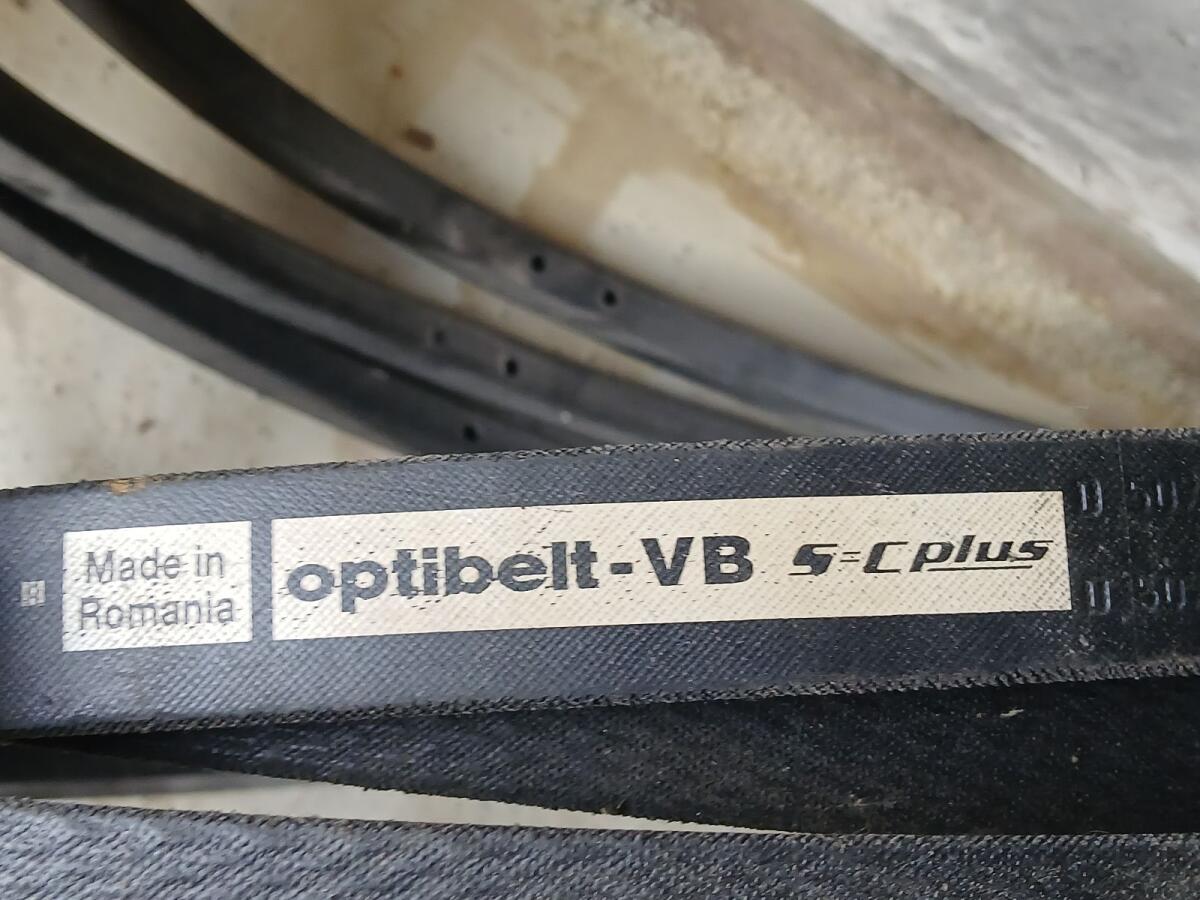 Made in
Romania
optibelt-VB S=C plus